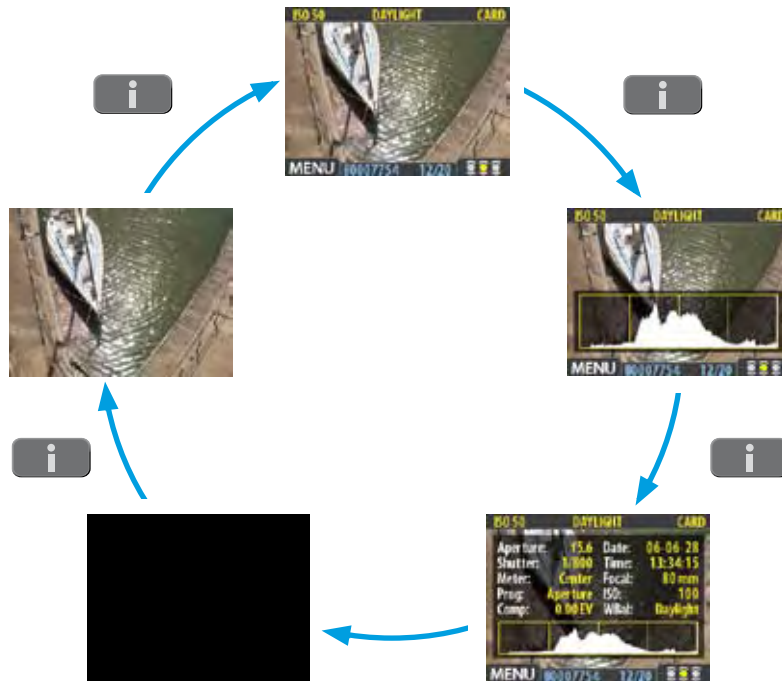 ISO 50 DAYLIGHT CARD
MENU 00007754 12/20
i
i
ISO 50 DAYLIGHT CARD
MENU 00007754 12/20
i
i
ISO 50 DAYLIGHT CARD
Aperture: f5.6 Date: 06-06-28
Shutter: 1/800 Time: 13:34:15
Meter: Center Focal: 80 mm
Prog: Aperture ISO: 100
Comp: 0.00 EV WBal: Daylight
MENU 00007754 12/20